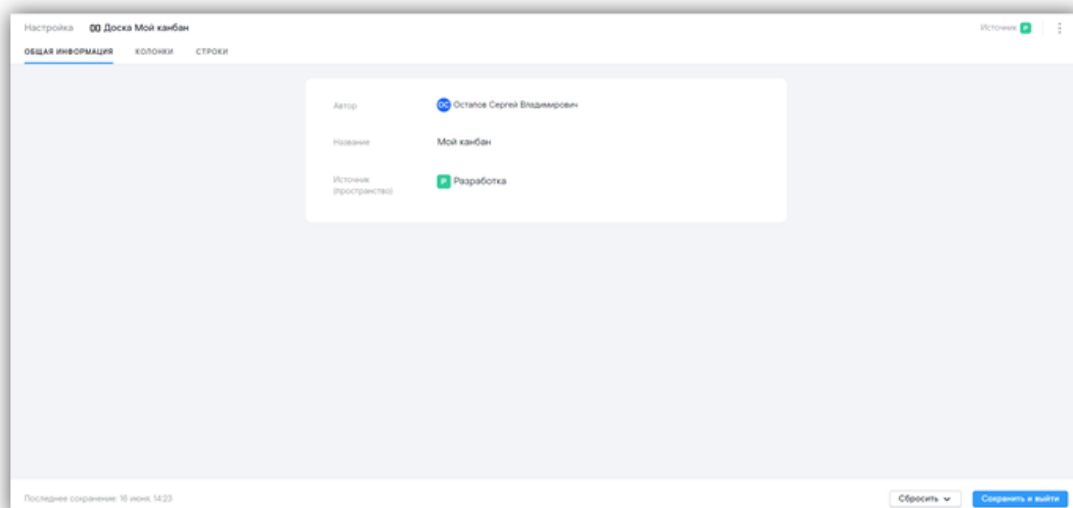 Настройка Доска Мой канбан
Источник Р
ОБЩАЯ ИНФОРМАЦИЯ КОЛОНКИ СТРОКИ
Автор ОС Остапов Сергей Владимирович
Название Мой канбан
Источник Р Разработка
(пространство)
Последнее сохранение: 16 июня, 14:23
Сбросить Сохранить и выйти